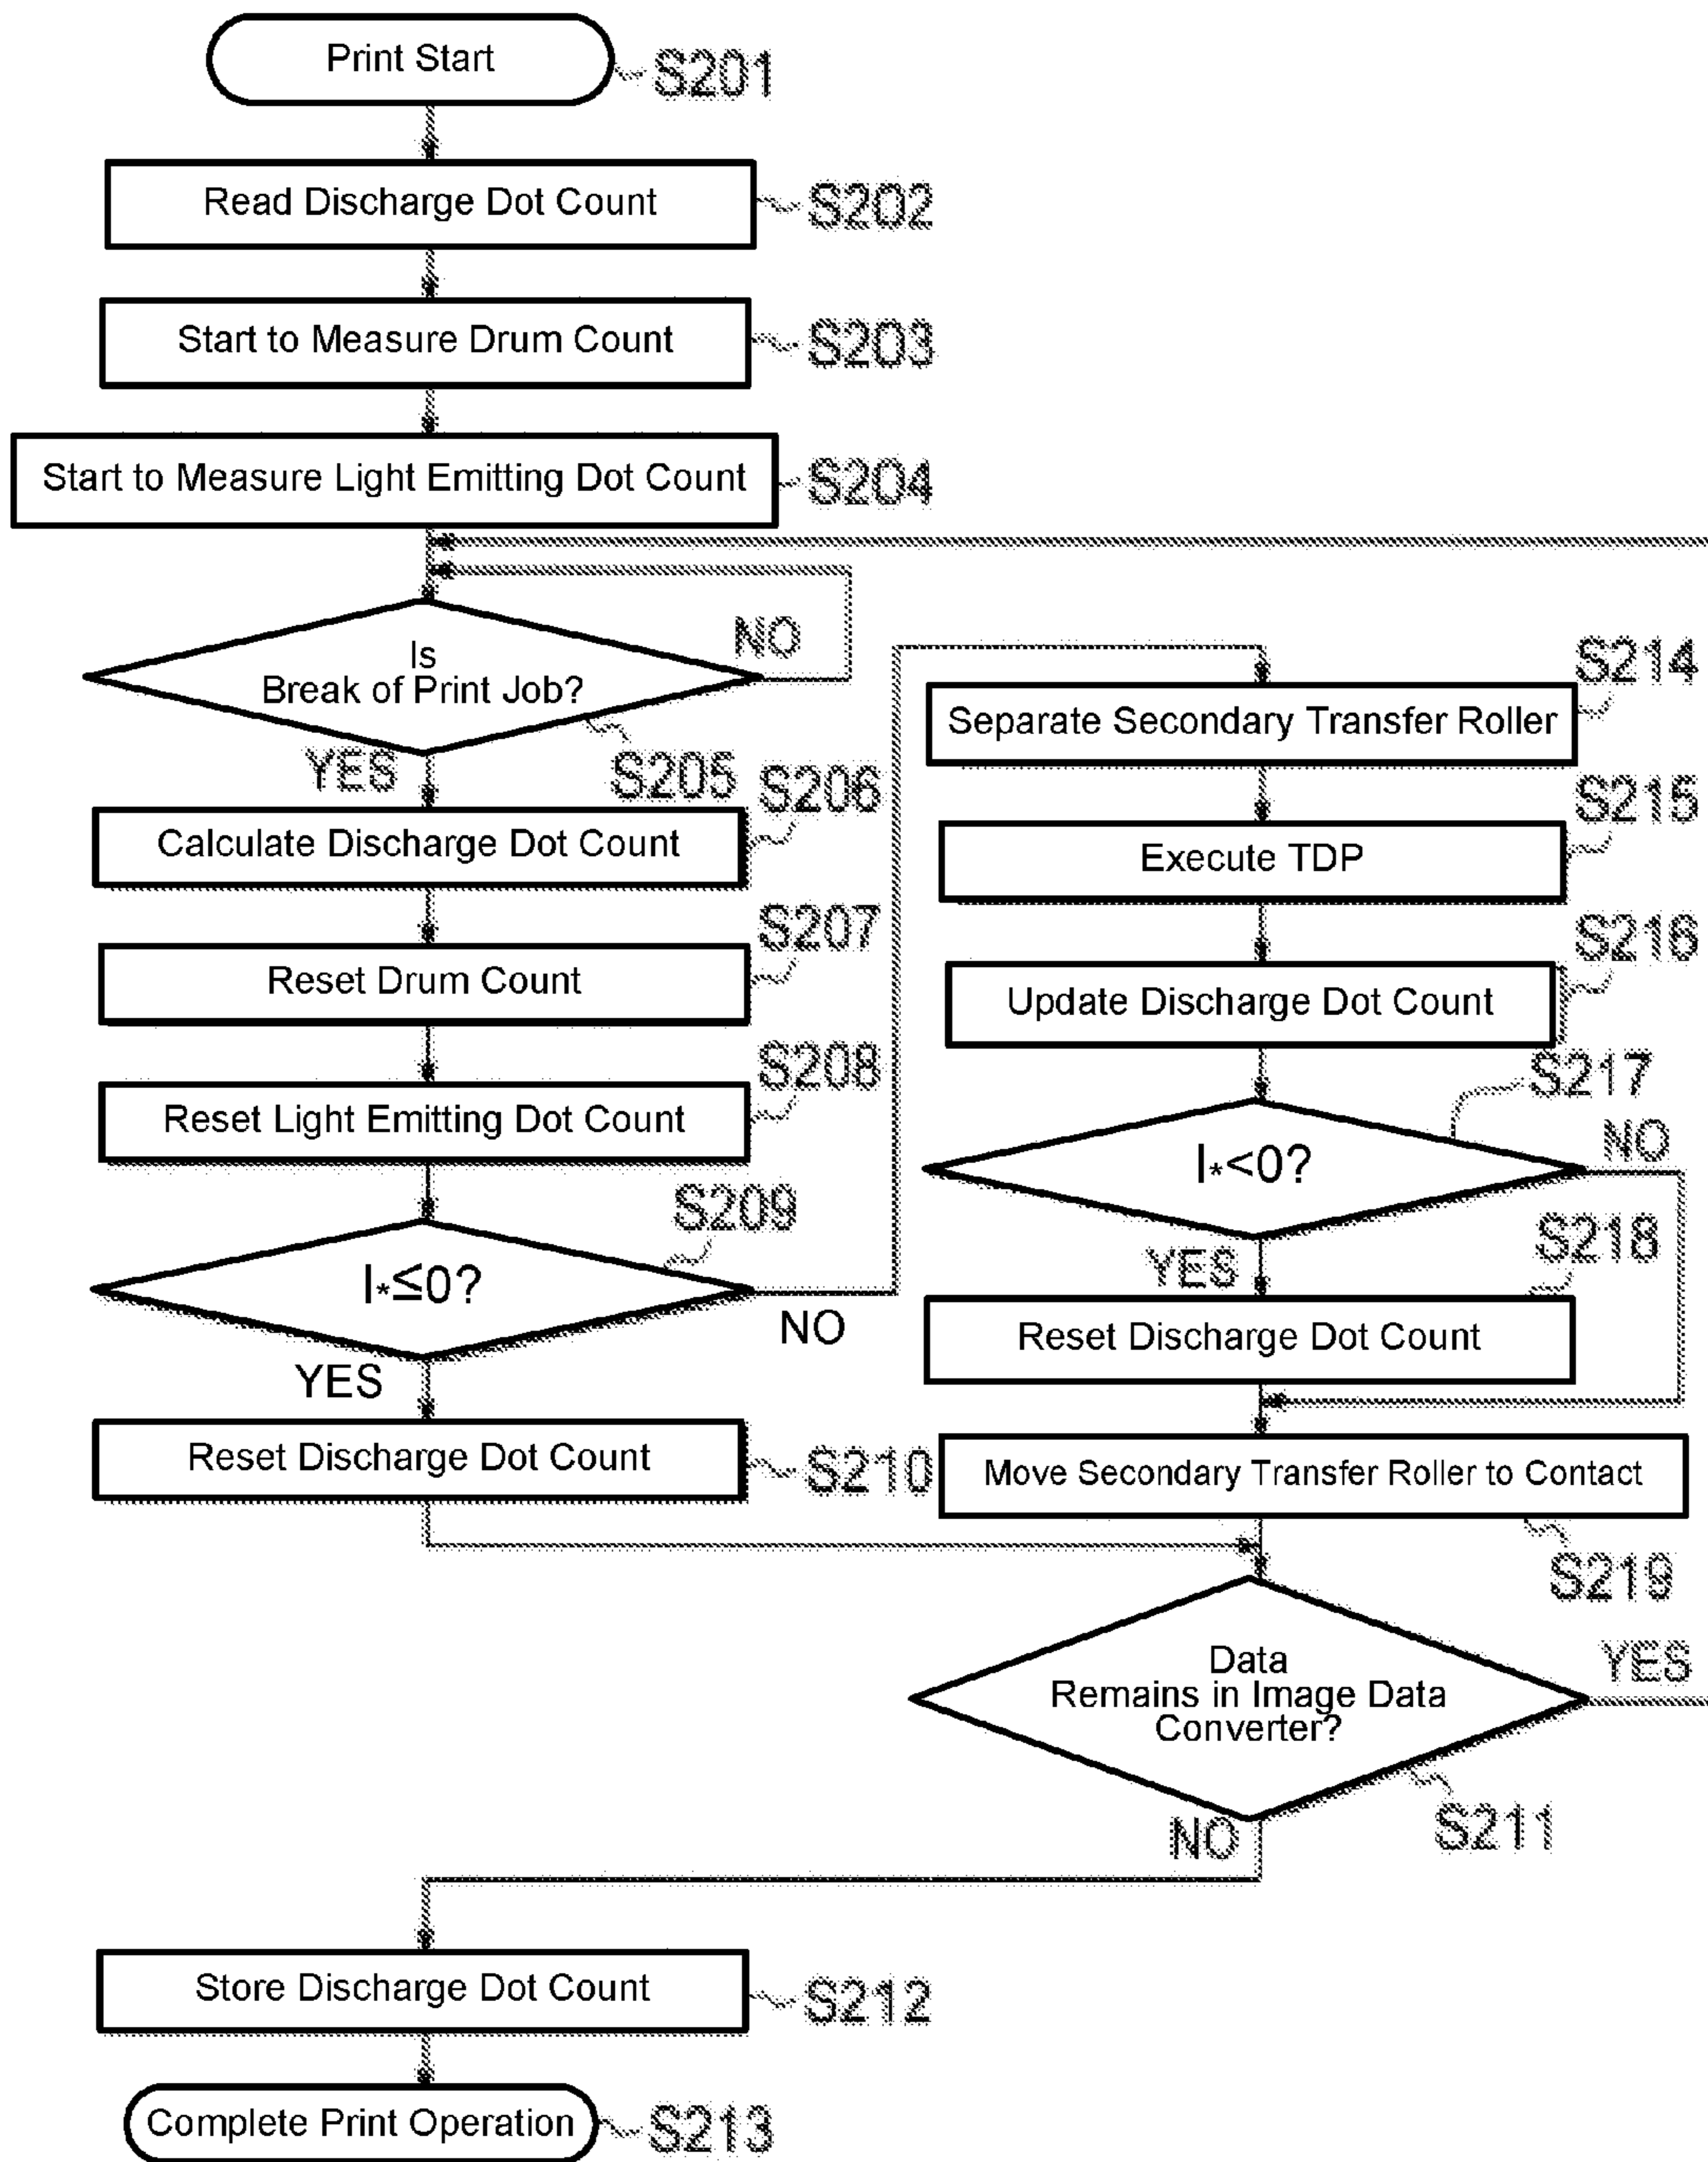 Print Start
S201
Read Discharge Dot Count
S202
Start to Measure Drum Count
S203
Start to Measure Light Emitting Dot Count
S204
Is
Break of Print Job?
NO
YES
S205
Calculate Discharge Dot Count
S206
Reset Drum Count
S207
Reset Light Emitting Dot Count
S208
I*≤0?
S209
NO
YES
Reset Discharge Dot Count
S210
Separate Secondary Transfer Roller
S214
Execute TDP
S215
Update Discharge Dot Count
S216
I*<0?
S217
NO
YES
Reset Discharge Dot Count
S218
Move Secondary Transfer Roller to Contact
S219
Data
Remains in Image Data
Converter?
YES
S211
NO
Store Discharge Dot Count
S212
Complete Print Operation
S213